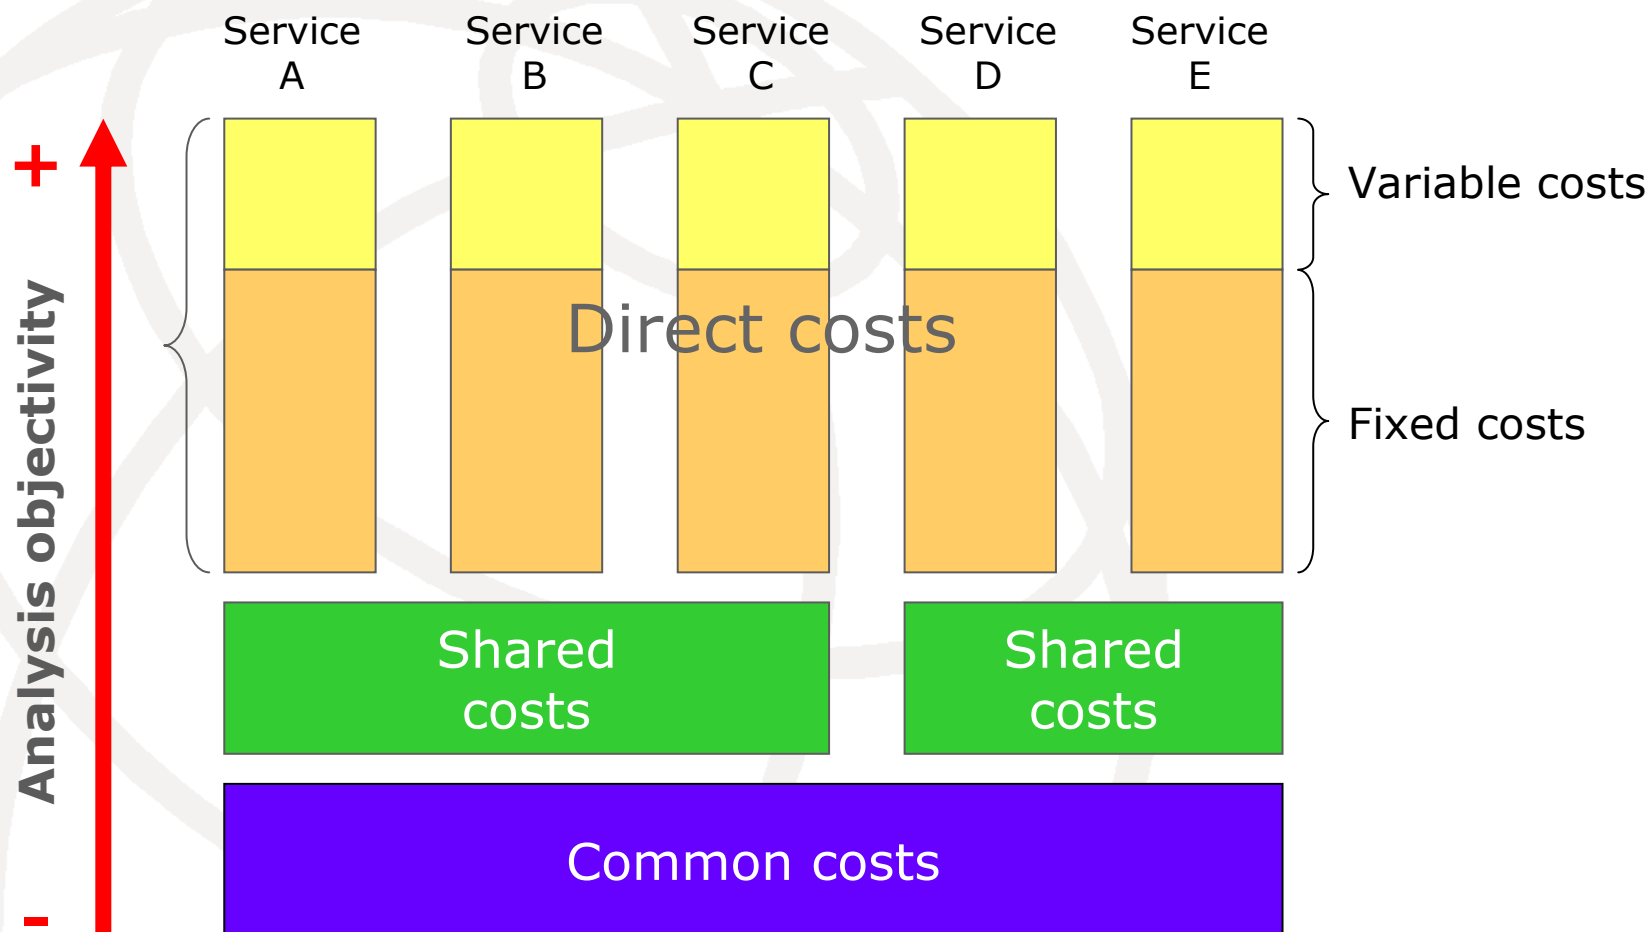 Service
A
Service
B
Service
C
Service
D
Service
E
+
Analysis objectivity
-
Variable costs
Direct costs
Fixed costs
Shared
costs
Shared
costs
Common costs